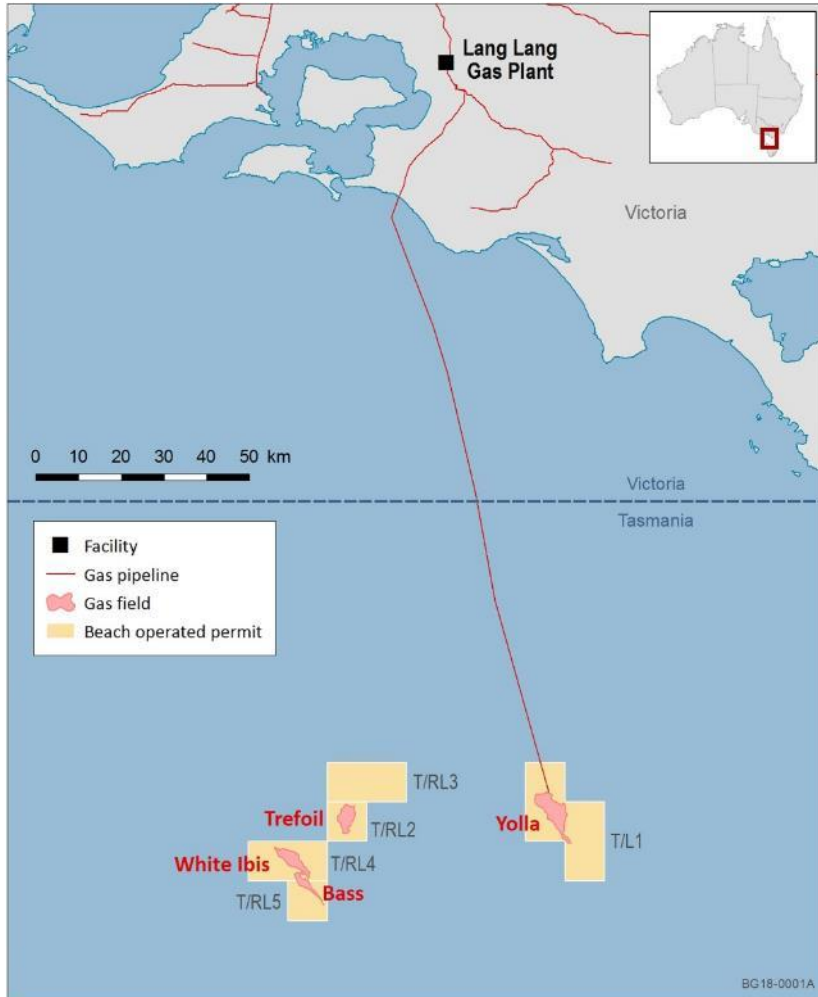 Lang Lang
Gas Plant
Victoria
0 10 20 30 40 50 km
Victoria
Tasmania
Facility
Gas pipeline
Gas field
Beach operated permit
T/RL3
Trefoil
T/RL2
Yolla
T/L1
White Ibis
T/RL4
T/RL5
Bass
BG18-0001A